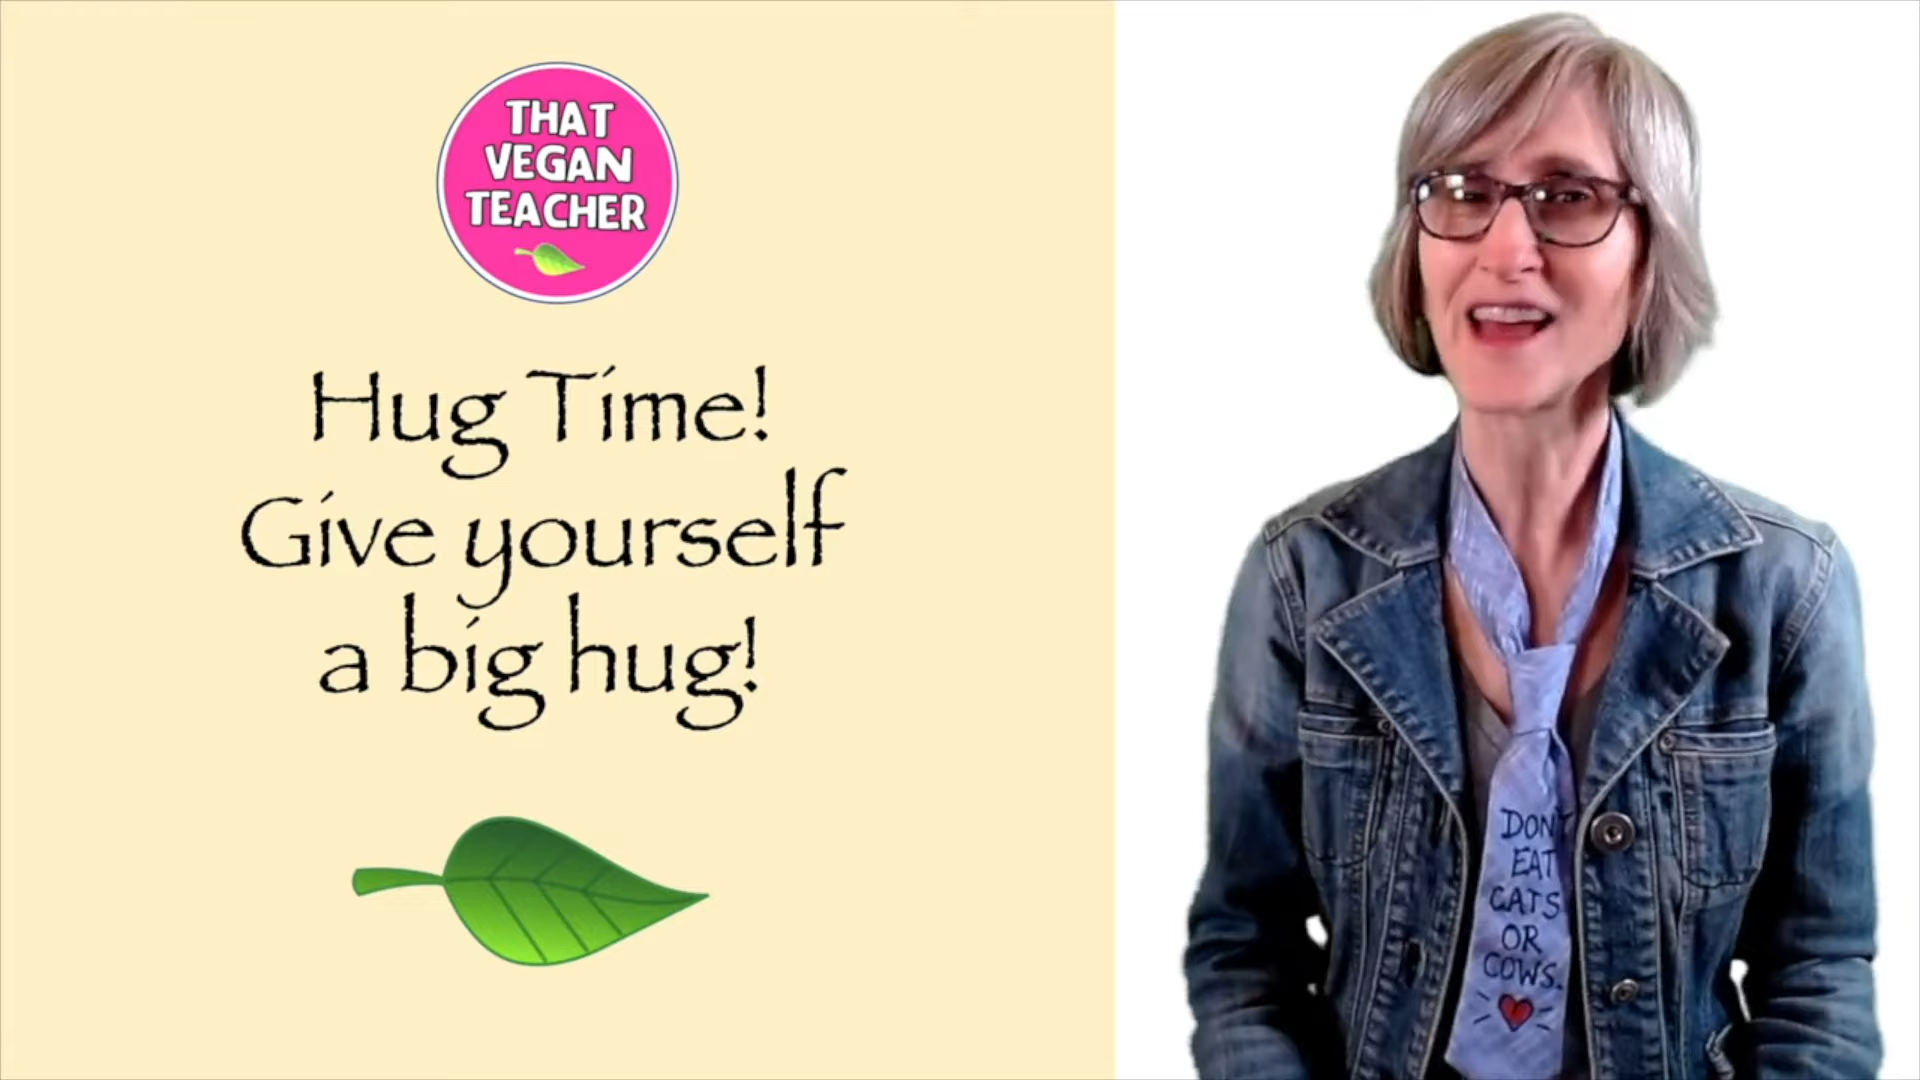 THAT
VEGAN
TEACHER
Hug Time!
Give yourself
a big hug!
DON'T
EAT
CATS
OR
COWS.